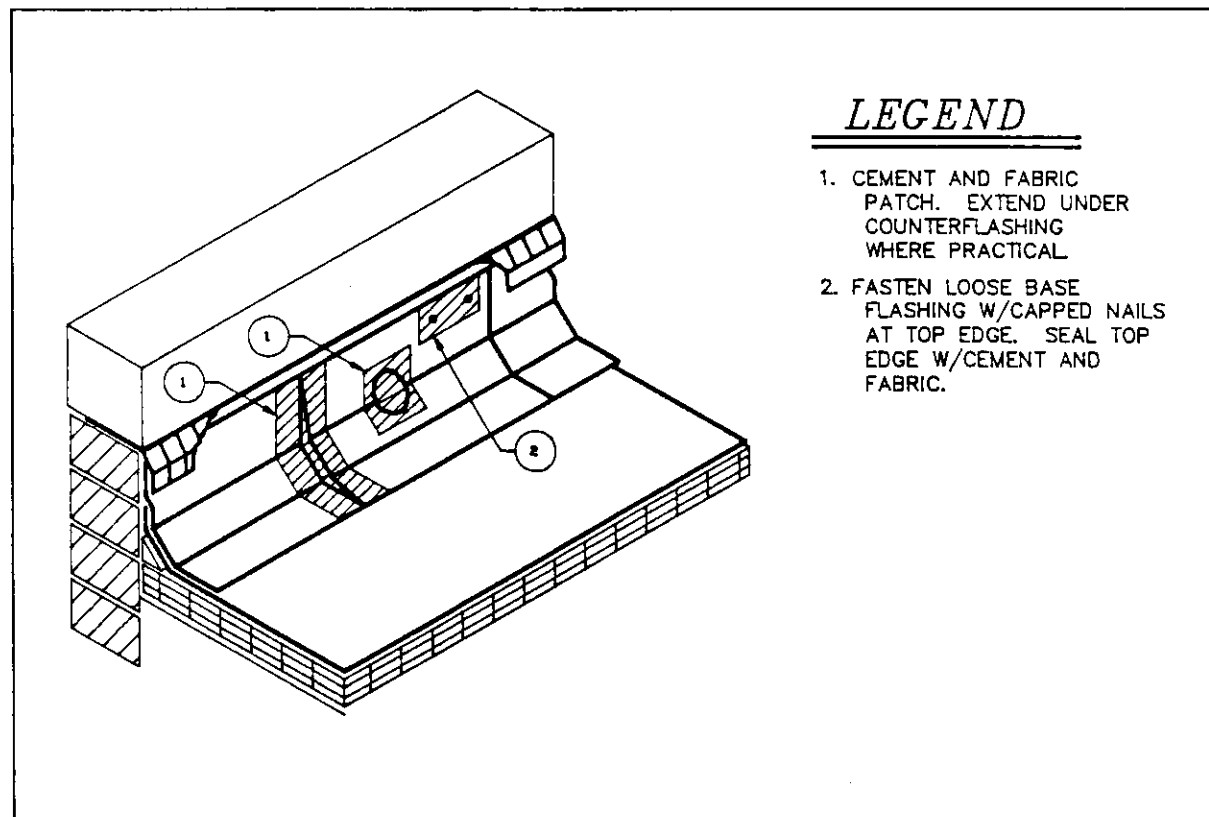 LEGEND
1. CEMENT AND FABRIC
PATCH. EXTEND UNDER
COUNTERFLASHING
WHERE PRACTICAL
2. FASTEN LOOSE BASE
FLASHING W/CAPPED NAILS
AT TOP EDGE. SEAL TOP
EDGE W/CEMENT AND
FABRIC.
1
1
2